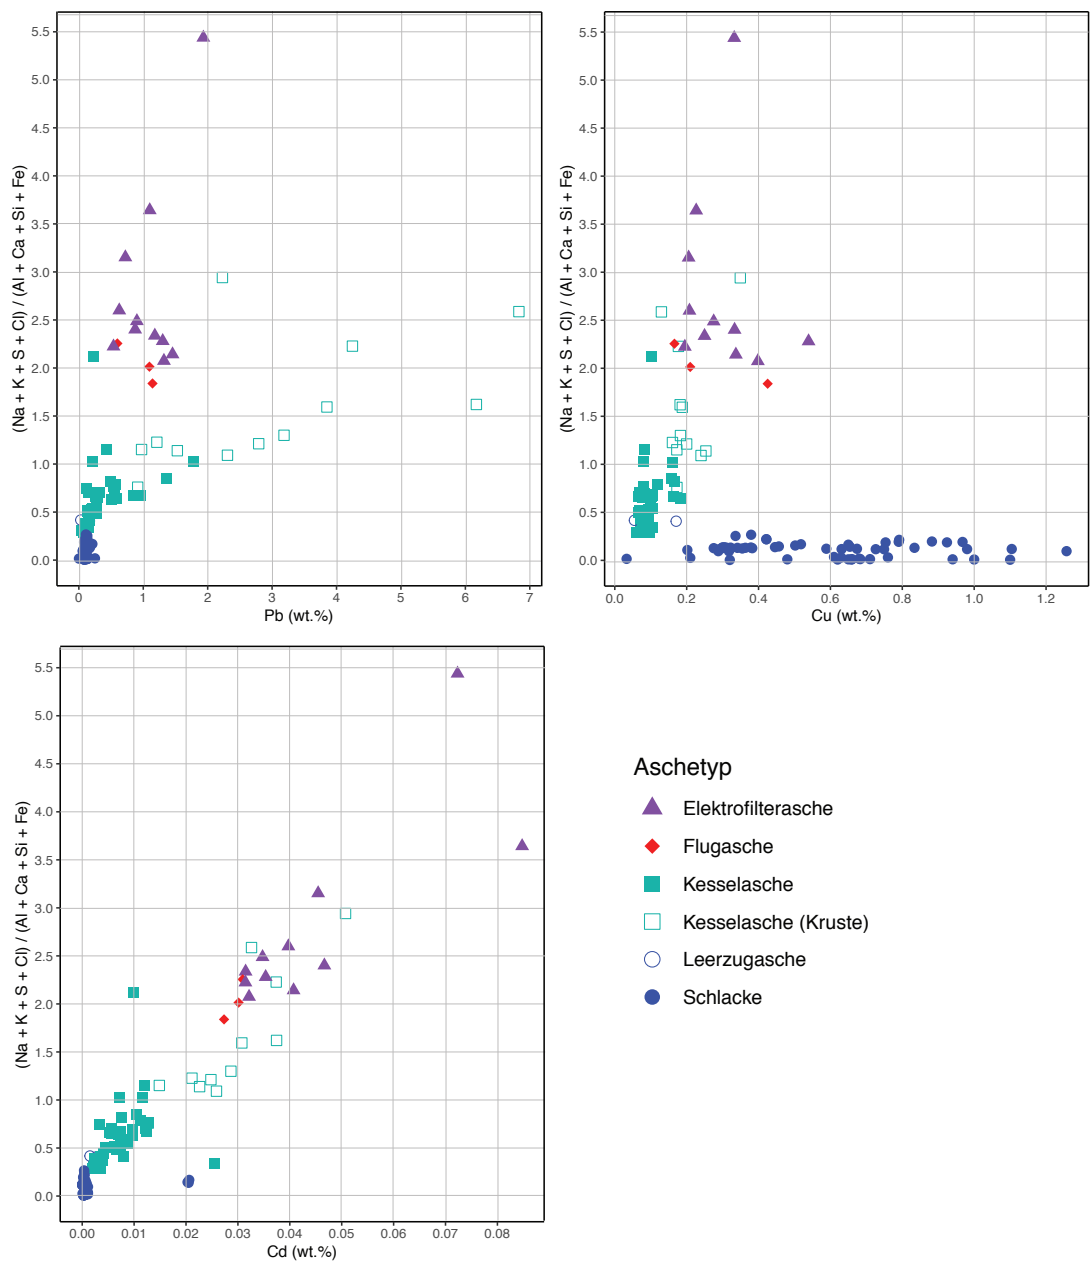 (Na + K + S + Cl) / (Al + Ca + Si + Fe)
5.5
5.0
4.5
4.0
3.5
3.0
2.5
2.0
1.5
1.0
0.5
0.0
0 1 2 3 4 5 6 7
Pb (wt.%)
(Na + K + S + Cl) / (Al + Ca + Si + Fe)
5.5
5.0
4.5
4.0
3.5
3.0
2.5
2.0
1.5
1.0
0.5
0.0
0.0 0.2 0.4 0.6 0.8 1.0 1.2
Cu (wt.%)
(Na + K + S + Cl) / (Al + Ca + Si + Fe)
5.5
5.0
4.5
4.0
3.5
3.0
2.5
2.0
1.5
1.0
0.5
0.0
0.00 0.01 0.02 0.03 0.04 0.05 0.06 0.07 0.08
Cd (wt.%)
Aschetyp
Elektrofilterasche
Flugasche
Kesselasche
Kesselasche (Kruste)
Leerzugasche
Schlacke